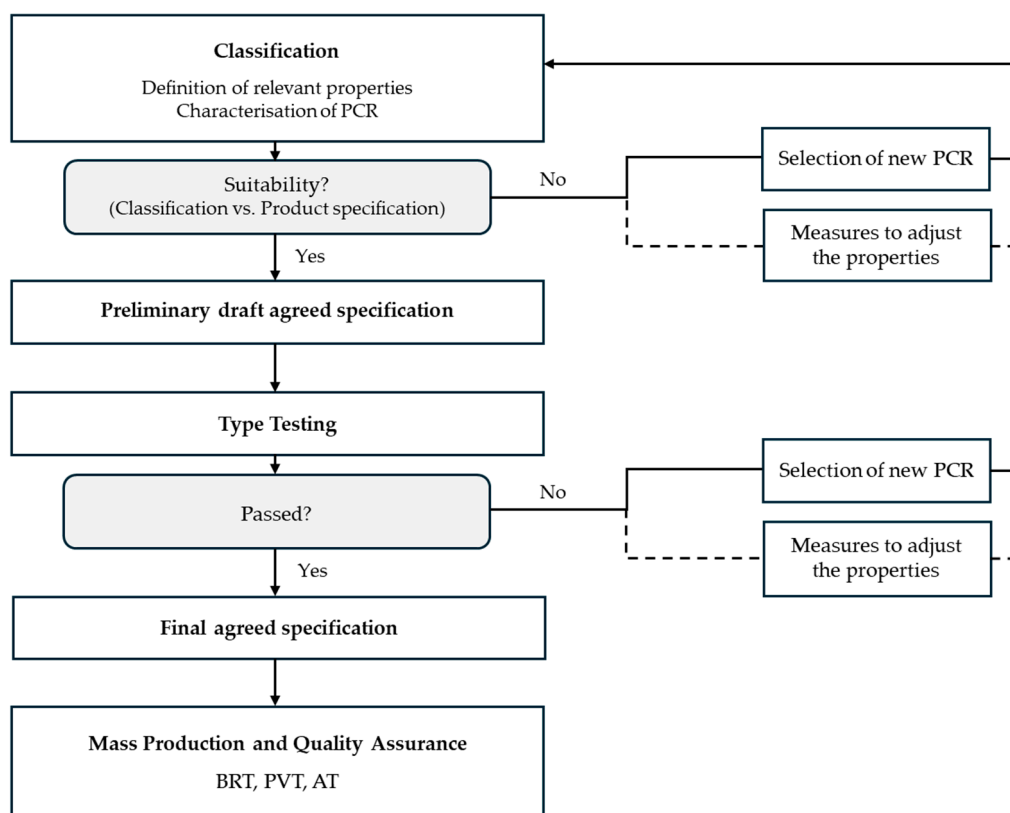 Classification
Definition of relevant properties
Characterisation of PCR
Suitability?
(Classification vs. Product specification)
No
Selection of new PCR
Measures to adjust
the properties
Yes
Preliminary draft agreed specification
Type Testing
Passed?
No
Selection of new PCR
Measures to adjust
the properties
Yes
Final agreed specification
Mass Production and Quality Assurance
BRT, PVT, AT